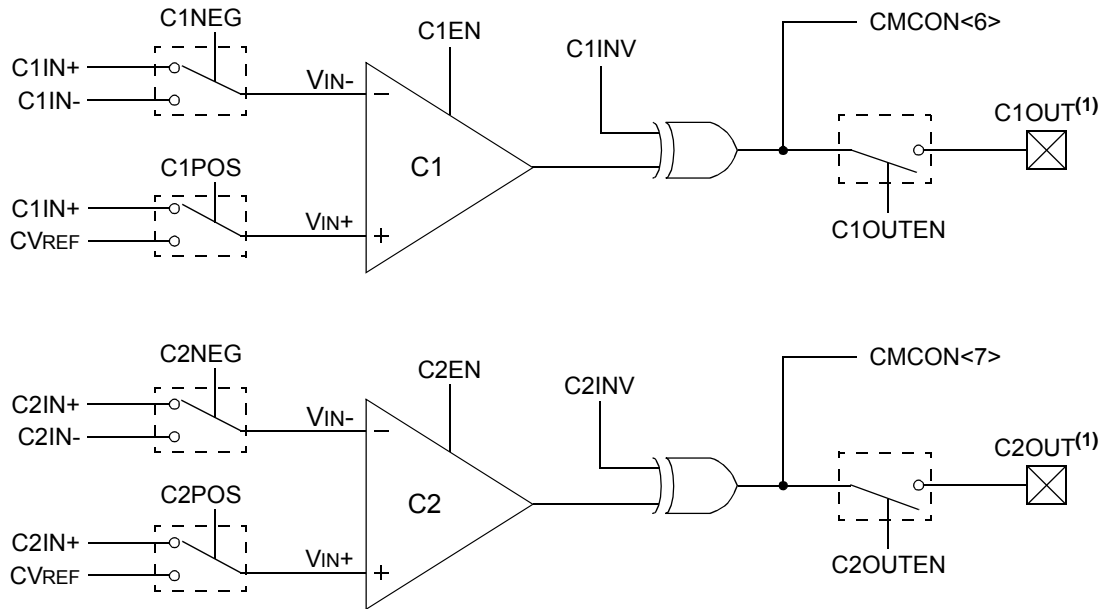 C1NEG
C1EN
C1INV
CMCON<6>
C1IN+
C1IN-
VIN-
C1OUT(1)
−
C1
C1POS
C1IN+
CVREF
VIN+
+
C1OUTEN
C2NEG
C2EN
C2INV
CMCON<7>
C2IN+
C2IN-
VIN-
C2OUT(1)
−
C2
C2POS
C2IN+
CVREF
VIN+
+
C2OUTEN